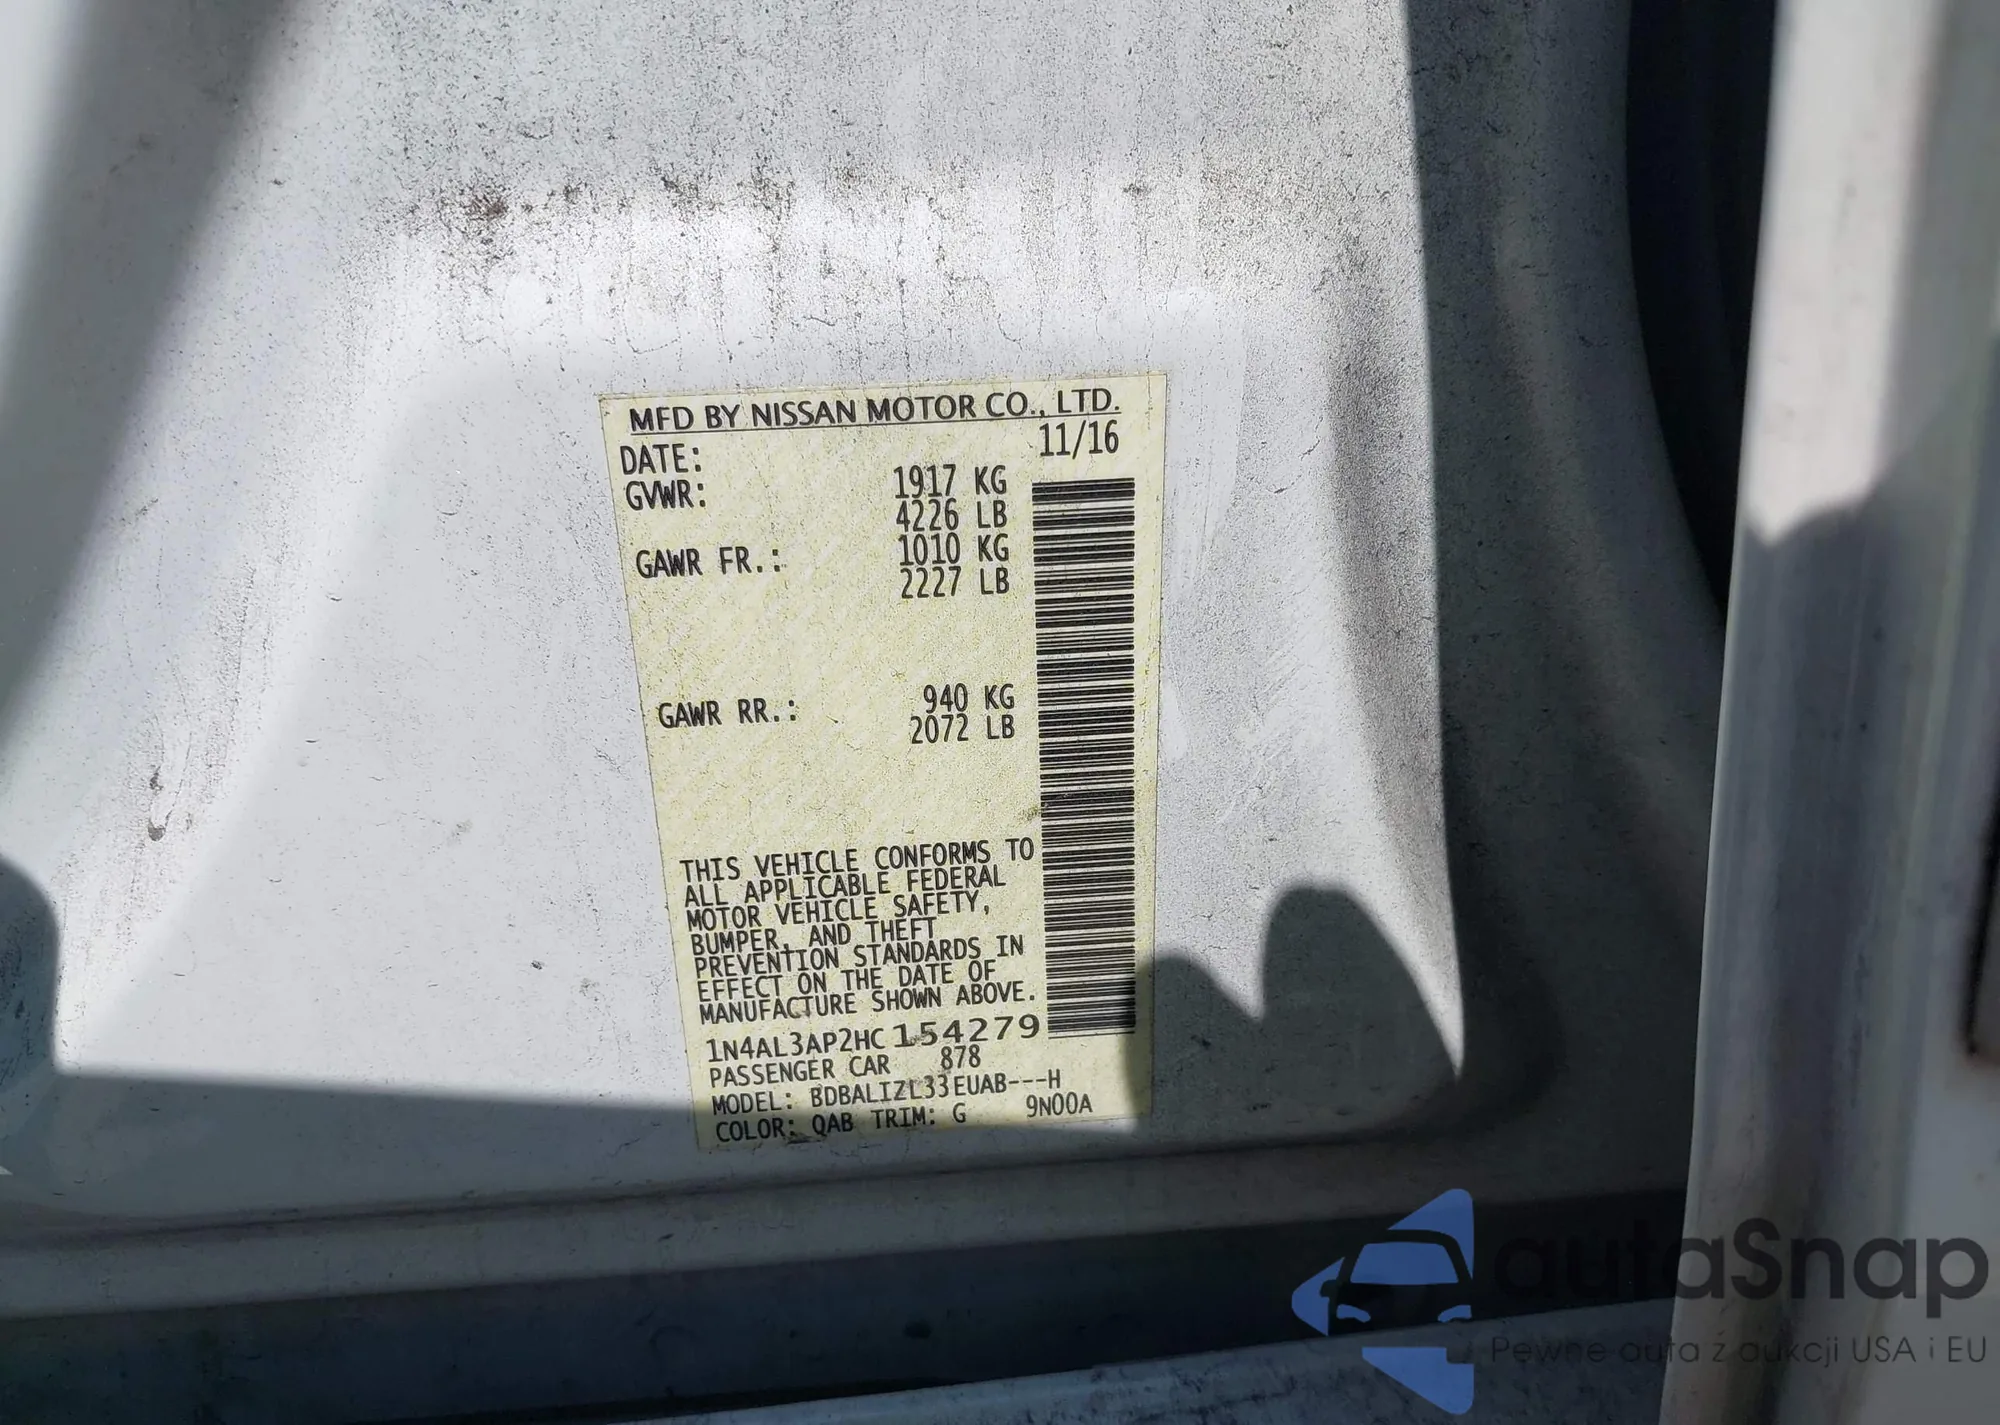 MFD BY NISSAN MOTOR CO., LTD.
DATE: 11/16
GVWR: 1917 KG
4226 LB
GAWR FR.: 1010 KG
2227 LB
GAWR RR.: 940 KG
2072 LB
THIS VEHICLE CONFORMS TO
ALL APPLICABLE FEDERAL
MOTOR VEHICLE SAFETY,
BUMPER, AND THEFT
PREVENTION STANDARDS IN
EFFECT ON THE DATE OF
MANUFACTURE SHOWN ABOVE.
1N4AL3AP2HC154279
PASSENGER CAR 878
MODEL: BDBALIZL33EUAB---H
COLOR: QAB TRIM: G 9N00A
autaSnap
Pewne auta z aukcji USA i EU